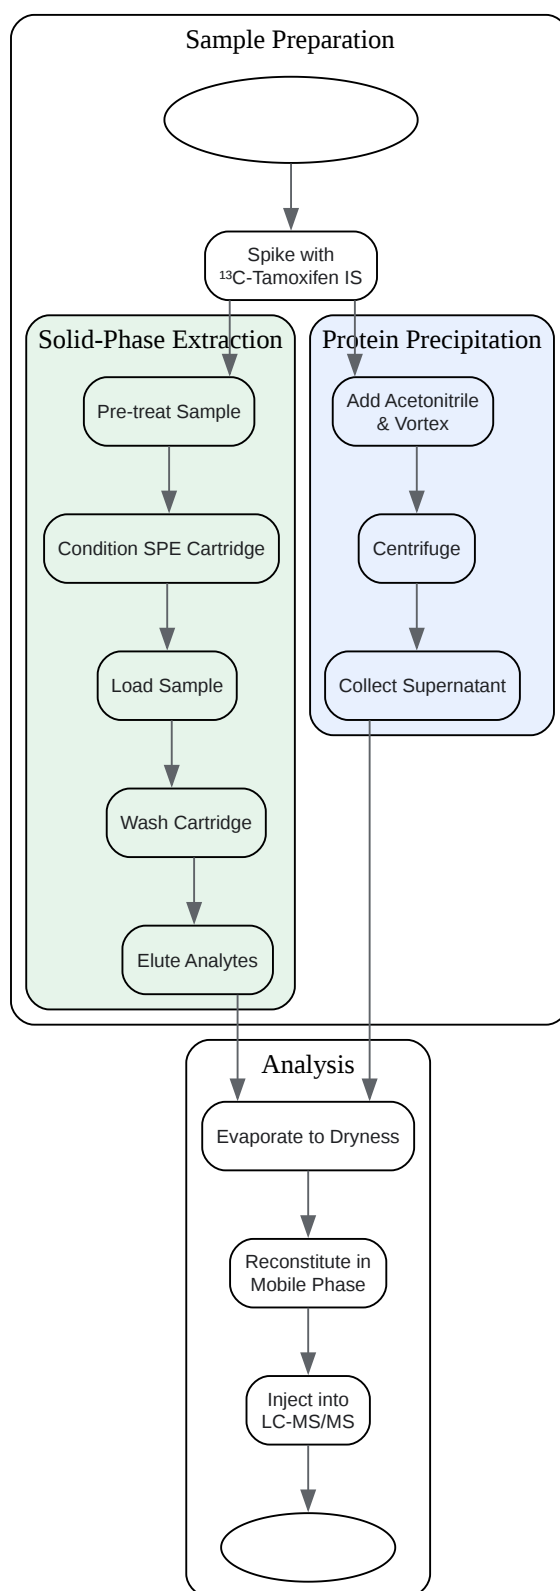 Sample Preparation
Spike with
¹³C-Tamoxifen IS
Solid-Phase Extraction
Protein Precipitation
Pre-treat Sample
Add Acetonitrile
& Vortex
Condition SPE Cartridge
Centrifuge
Load Sample
Collect Supernatant
Wash Cartridge
Elute Analytes
Analysis
Evaporate to Dryness
Reconstitute in
Mobile Phase
Inject into
LC-MS/MS